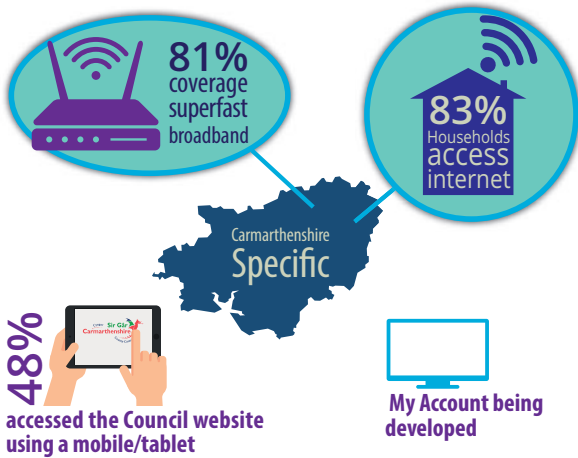 81%
coverage
superfast
broadband
83%
Households
access
internet
Carmarthenshire
Specific
48%
Sir Gâr
Carmarthenshire
accessed the Council website
using a mobile/tablet
My Account being
developed